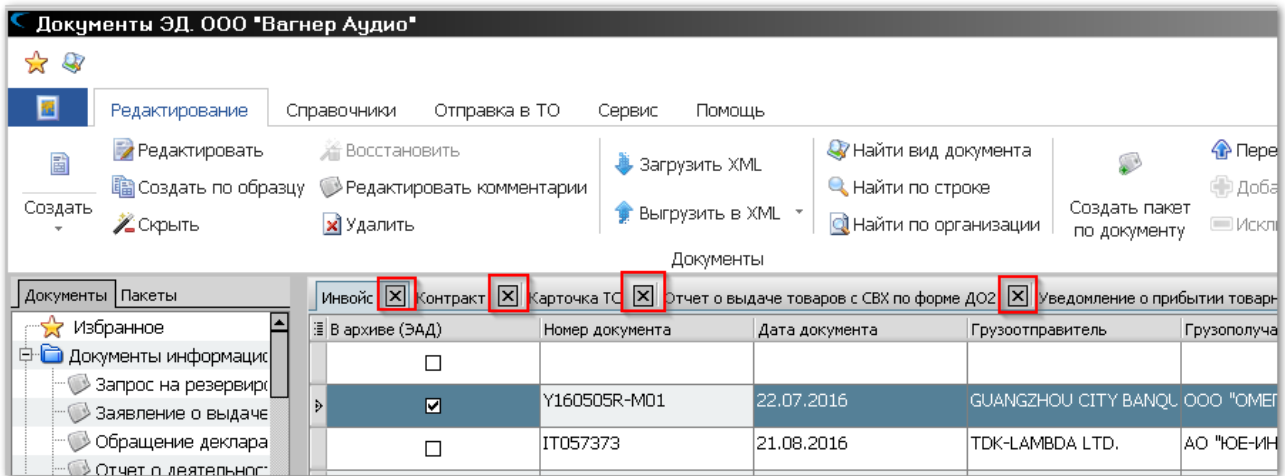 Документы ЭД. ООО "Вагнер Аудио"
Редактирование Справочники Отправка в ТО Сервис Помощь
Создать
Редактировать
Создать по образцу
Скрыть
Восстановить
Редактировать комментарии
Удалить
Загрузить XML
Выгрузить в XML
Найти вид документа
Найти по строке
Найти по организации
Создать пакет
по документу
Пере
Доба
Искл
Документы
Документы Пакеты
Избранное
Документы информацио
Запрос на резервиро
Заявление о выдаче
Обращение деклара
Отчет о деятельност
Инвойс Контракт Карточка ТС Отчет о выдаче товаров с СВХ по форме ДО2 Уведомление о прибытии товарн
В архиве (ЭАД) Номер документа Дата документа Грузоотправитель Грузополуча
Y160505R-M01 22.07.2016 GUANGZHOU CITY BANQU ООО "ОМЕГ
IT057373 21.08.2016 TDK-LAMBDA LTD. АО "ЮЕ-ИН